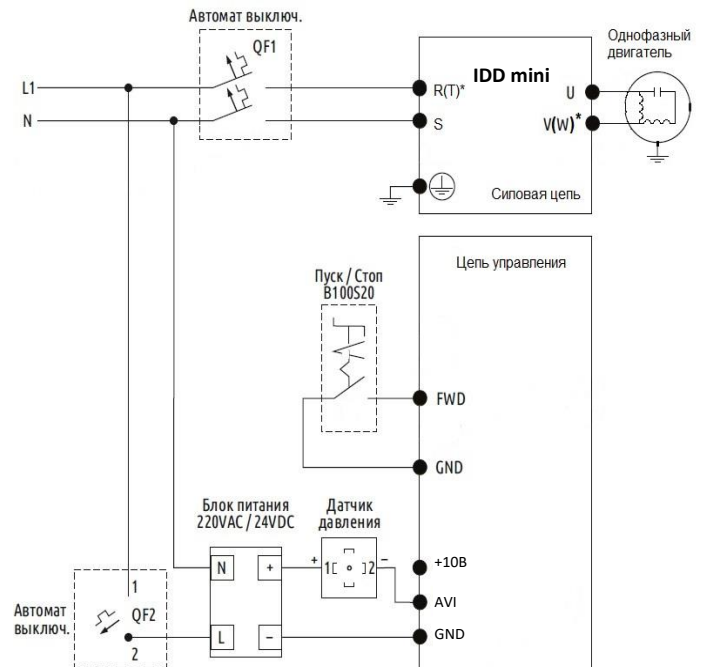 Автомат выключ.
QF1
Однофазный
двигатель
L1
R(T)*
IDD mini
U
N
S
V(W)*
Силовая цепь
Цепь управления
Пуск / Стоп
B100S20
FWD
GND
Блок питания
220VAC / 24VDC
Датчик
давления
N
+
+
1
2
–
+10В
1
AVI
Автомат
выключ.
QF2
L
–
GND
2